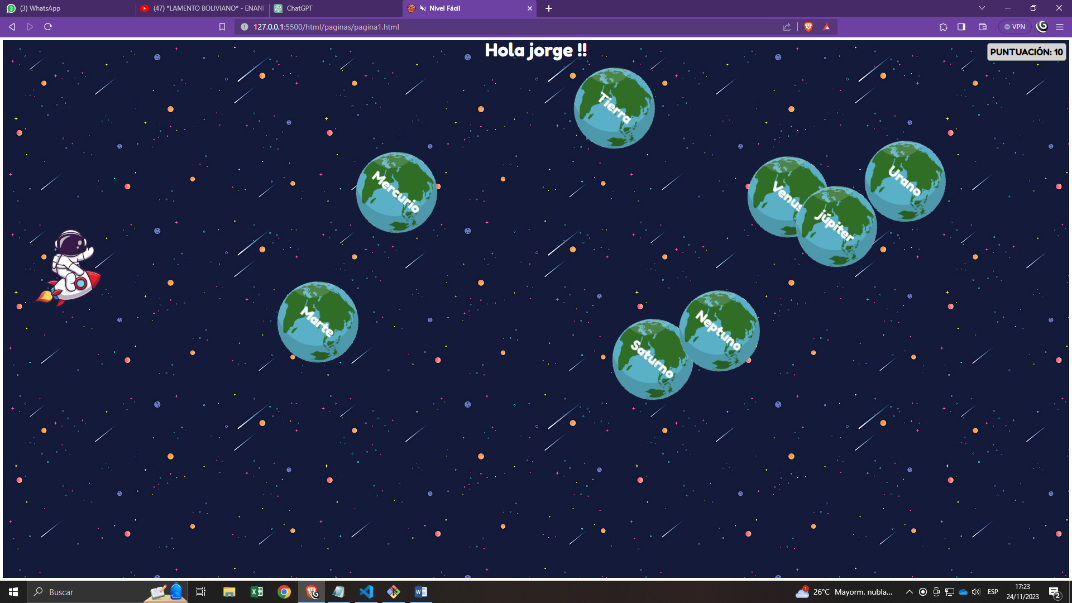 (3) WhatsApp
(47) *LAMENTO BOLIVIANO* - ENANI
ChatGPT
Nivel Fácil
127.0.0.1:5500/html/paginas/pagina1.html
VPN
Hola jorge !!
PUNTUACIÓN: 10
Tierra
Mercurio
Venus
Urano
Júpiter
Marte
Neptuno
Saturno
Buscar
26°C Mayorm. nubla...
ESP
17:23
24/11/2023
2